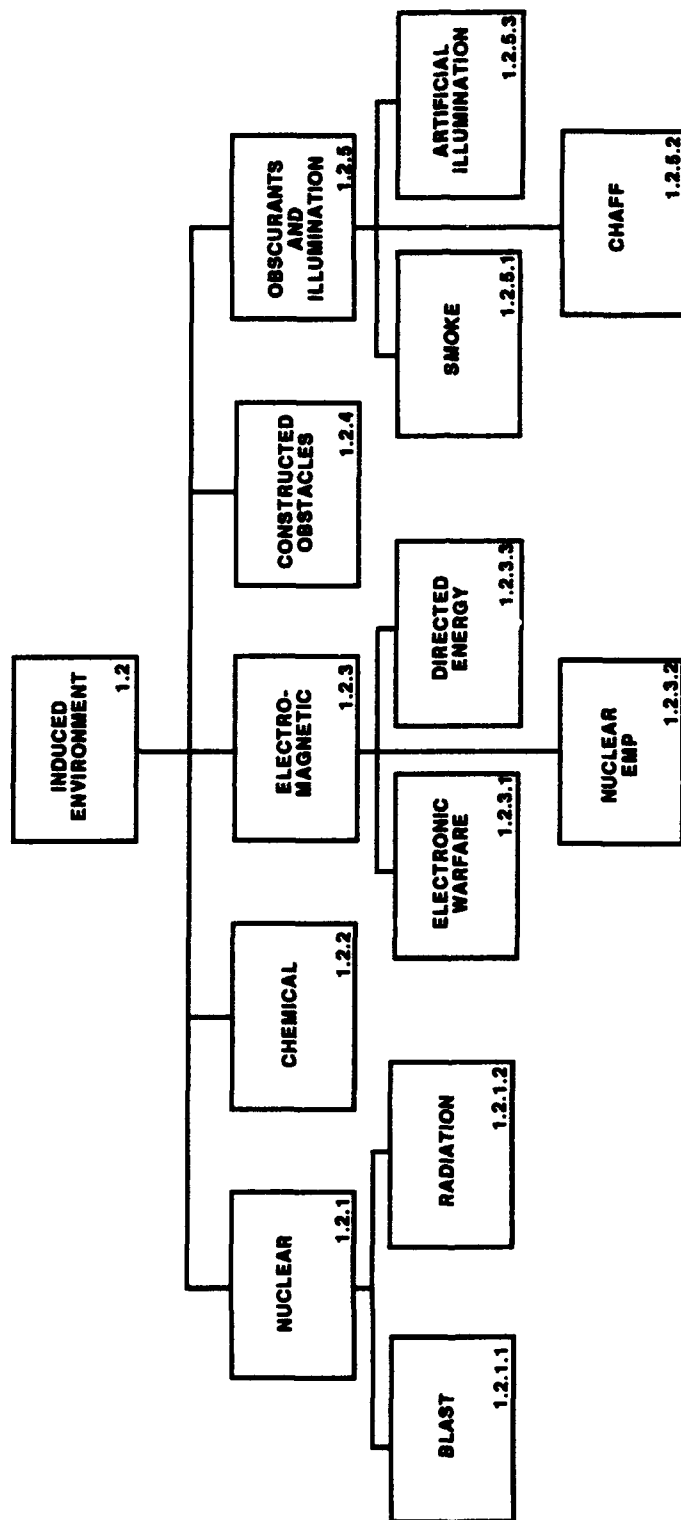 INDUCED
ENVIRONMENT
1.2
NUCLEAR
1.2.1
CHEMICAL
1.2.2
ELECTRO-
MAGNETIC
1.2.3
CONSTRUCTED
OBSTACLES
1.2.4
OBSCURANTS
AND
ILLUMINATION
1.2.5
BLAST
1.2.1.1
RADIATION
1.2.1.2
ELECTRONIC
WARFARE
1.2.3.1
DIRECTED
ENERGY
1.2.3.3
SMOKE
1.2.5.1
ARTIFICIAL
ILLUMINATION
1.2.5.3
NUCLEAR
EMP
1.2.3.2
CHAFF
1.2.5.2